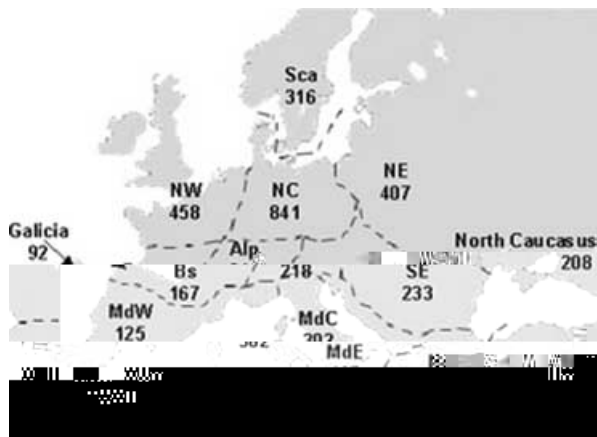 Sca
316
NE
407
NW
458
NC
841
Galicia
92
Alp
218
North Caucasus
208
Bs
167
SE
233
MdW
125
MdC
MdE